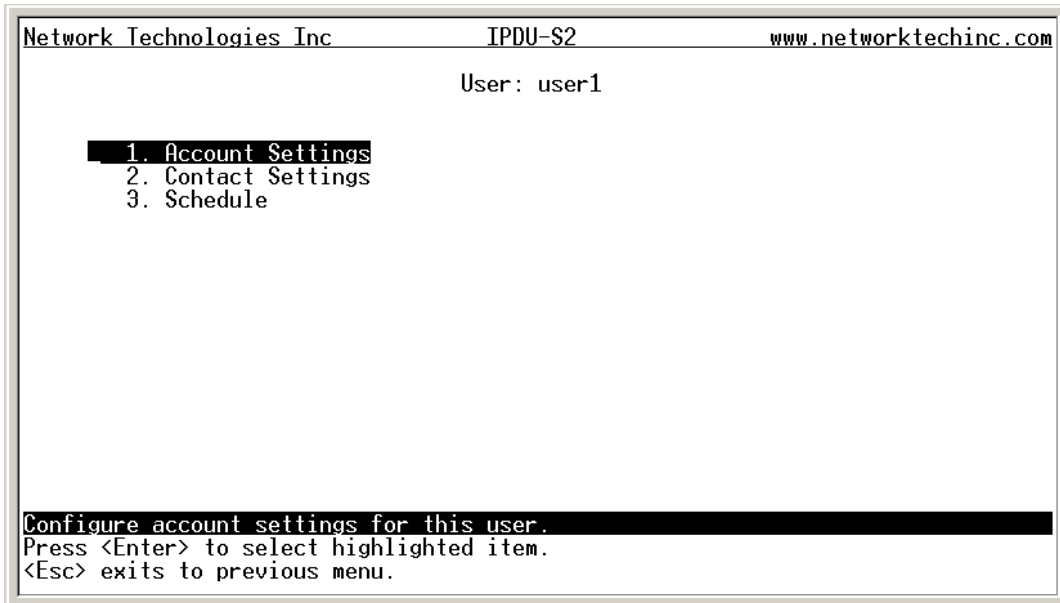 Network Technologies Inc IPDU-S2 www.networktechinc.com
User: user1
1. Account Settings
2. Contact Settings
3. Schedule
Configure account settings for this user.
Press <Enter> to select highlighted item.
<Esc> exits to previous menu.